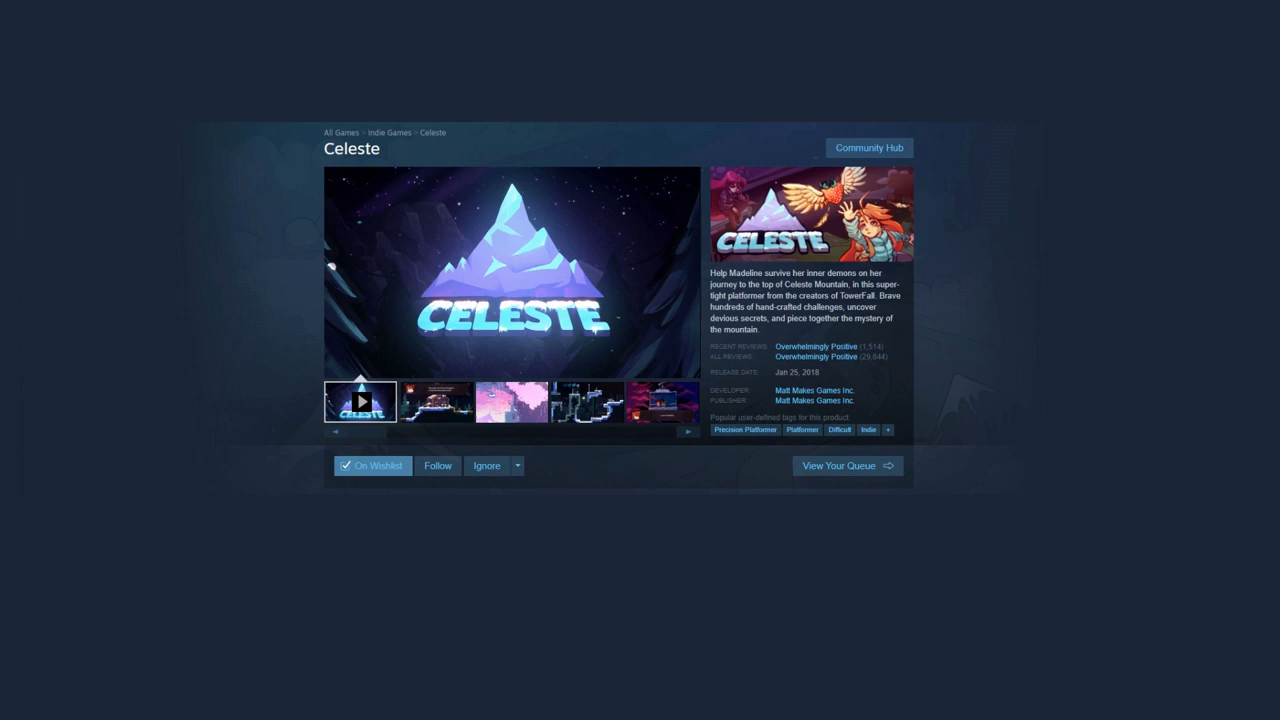 All Games > Indie Games > Celeste
Celeste
Community Hub
CELESTE
CELESTE
Help Madeline survive her inner demons on her
journey to the top of Celeste Mountain, in this super-
tight platformer from the creators of TowerFall. Brave
hundreds of hand-crafted challenges, uncover
devious secrets, and piece together the mystery of
the mountain.
RECENT REVIEWS: Overwhelmingly Positive (1,514)
ALL REVIEWS: Overwhelmingly Positive (29,644)
RELEASE DATE: Jan 25, 2018
DEVELOPER: Matt Makes Games Inc.
PUBLISHER: Matt Makes Games Inc.
Popular user-defined tags for this product:
Precision Platformer Platformer Difficult Indie +
CELESTE
On Wishlist Follow Ignore
View Your Queue